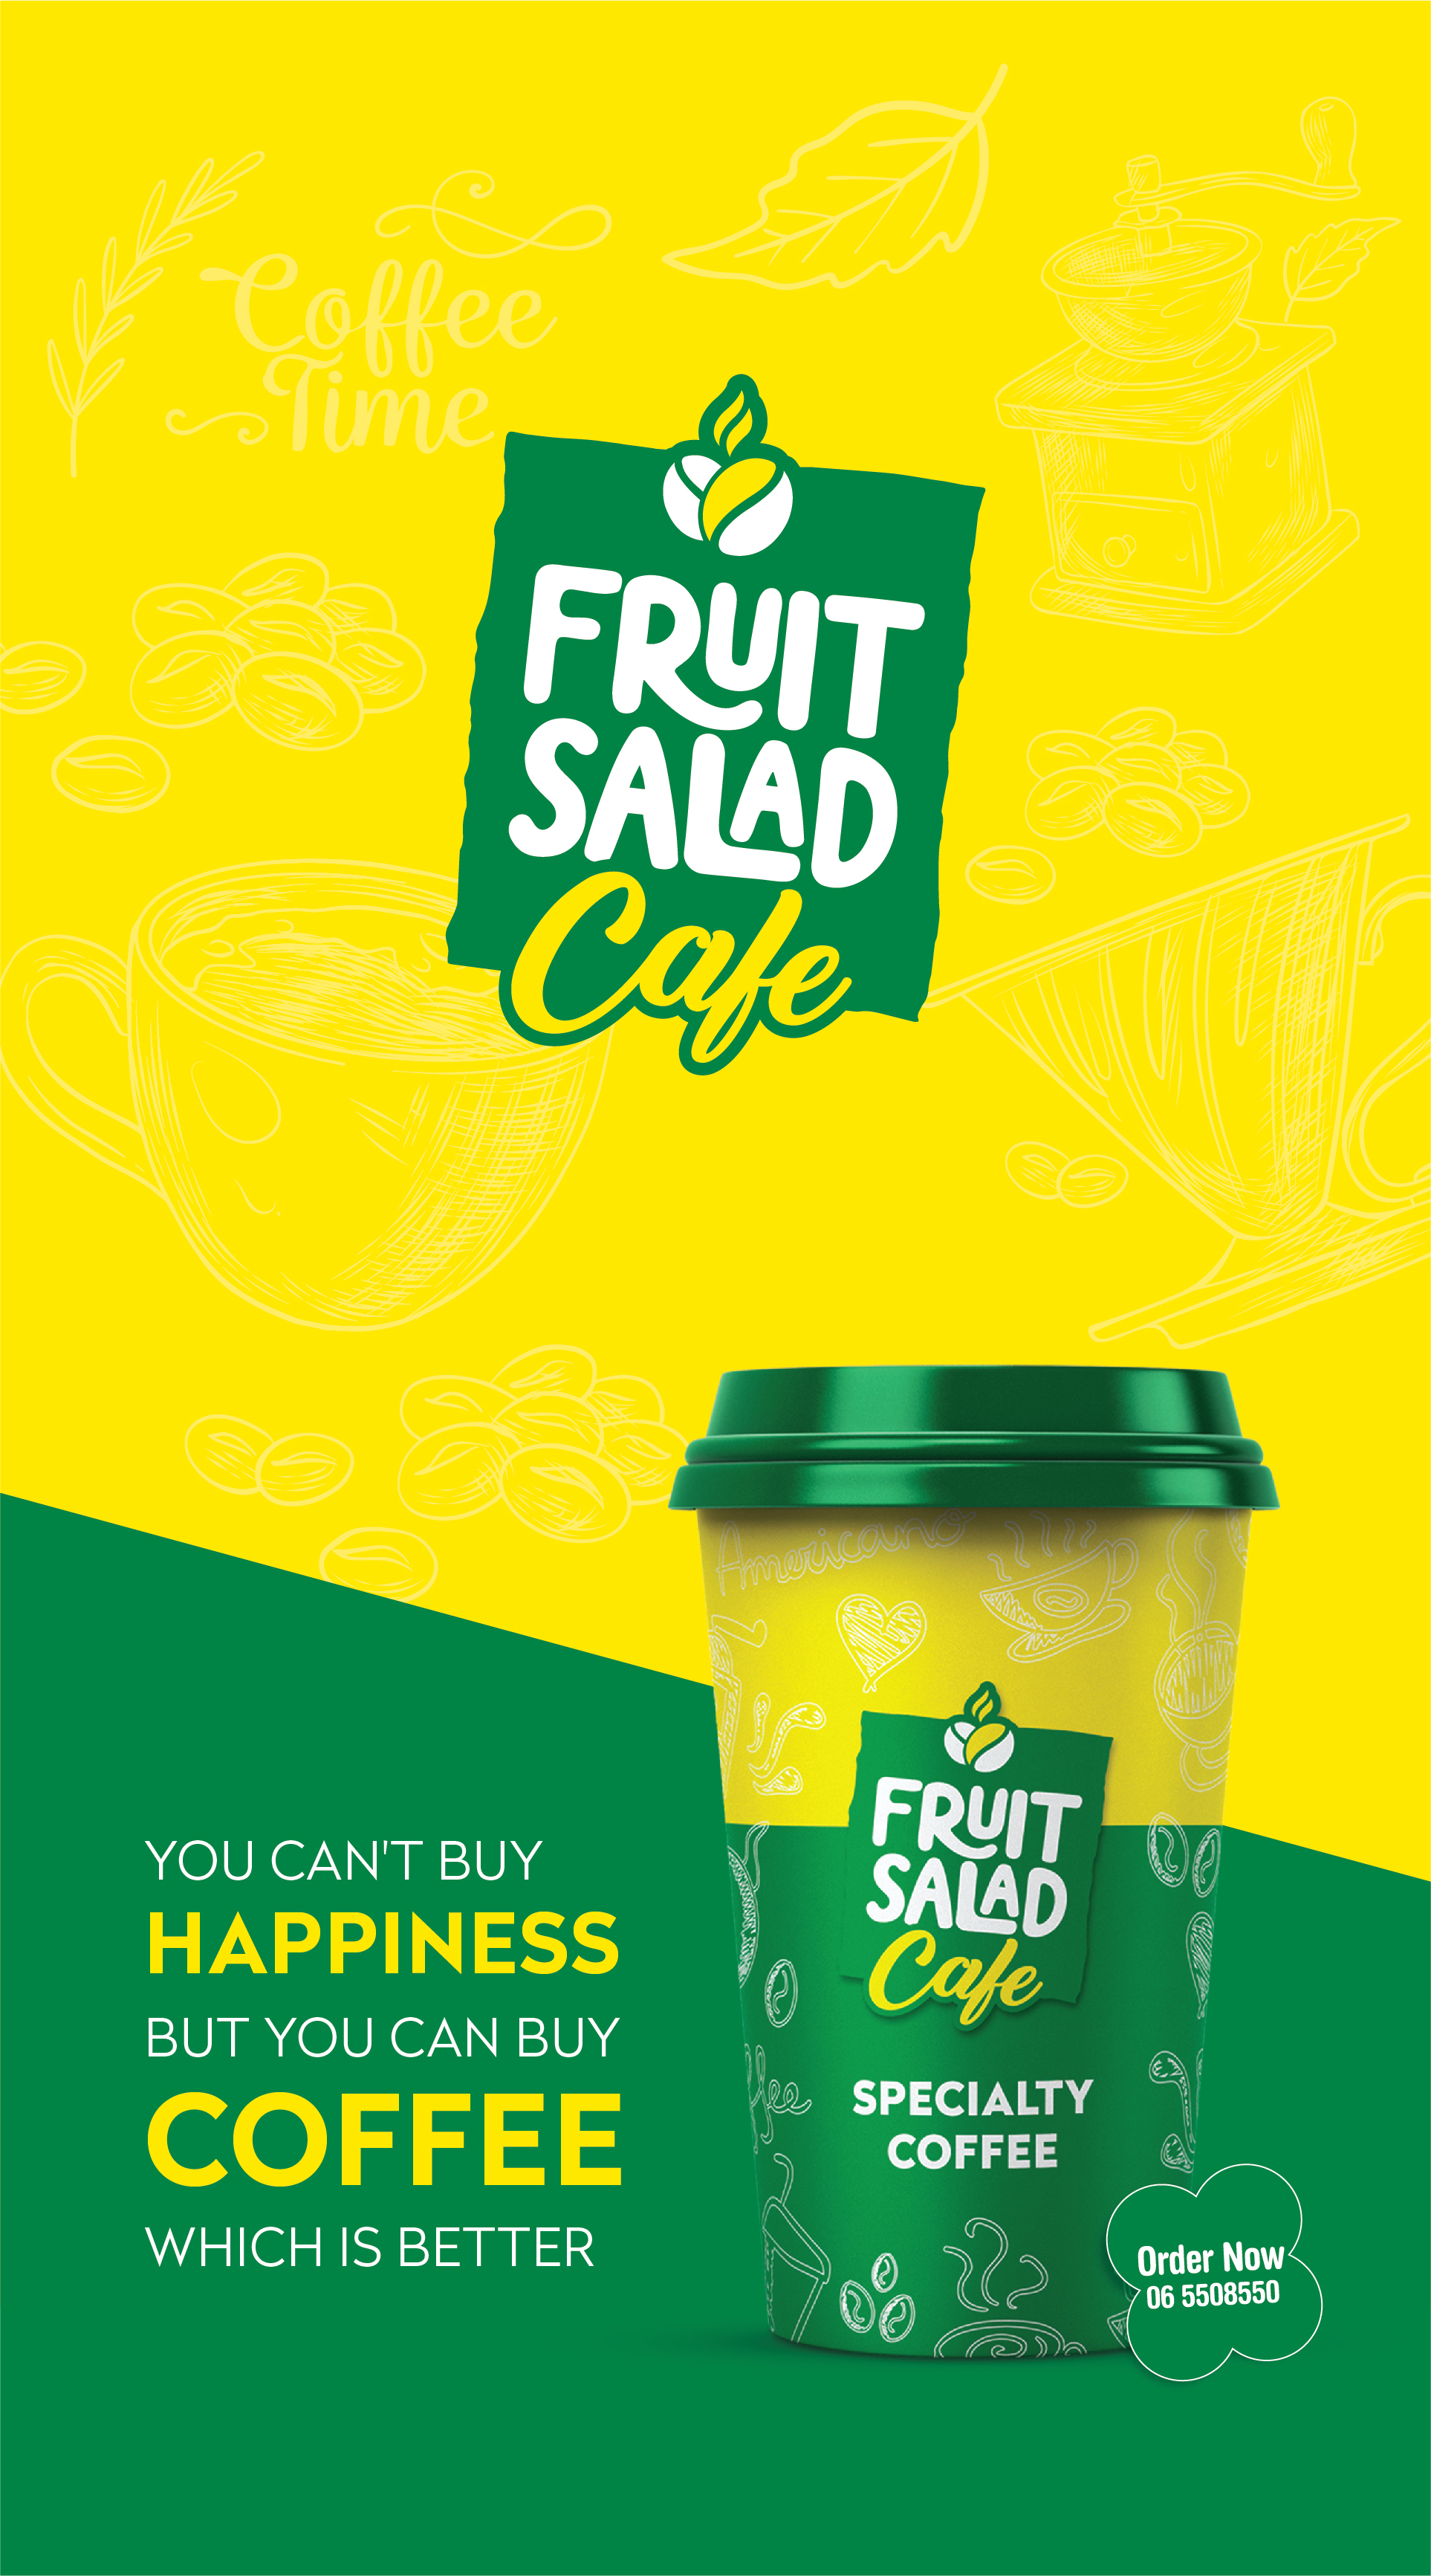 Coffee
Time
FRUIT
SALAD
Cafe
Americano
FRUIT
SALAD
Cafe
SPECIALTY
COFFEE
YOU CAN'T BUY
HAPPINESS
BUT YOU CAN BUY
COFFEE
WHICH IS BETTER
Order Now
06 5508550